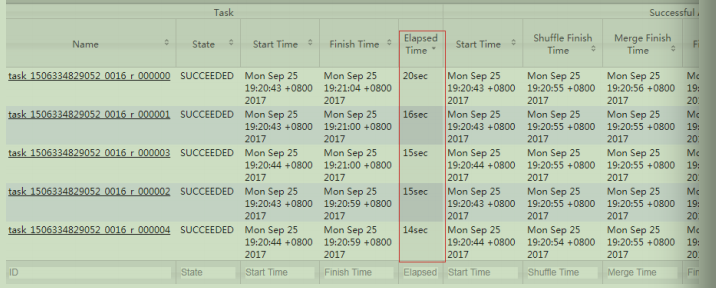 Task
Successful
Name
State
Start Time
Finish Time
Elapsed Time
Start Time
Shuffle Finish Time
Merge Finish Time
task_1506334829052_0016_r_000000 SUCCEEDED Mon Sep 25 Mon Sep 25 20sec Mon Sep 25 Mon Sep 25 Mon Sep 25
19:20:43 +0800 19:21:04 +0800 19:20:43 +0800 19:20:55 +0800 19:20:56 +0800
2017 2017 2017 2017 2017
task_1506334829052_0016_r_000001 SUCCEEDED Mon Sep 25 Mon Sep 25 16sec Mon Sep 25 Mon Sep 25 Mon Sep 25
19:20:43 +0800 19:21:00 +0800 19:20:43 +0800 19:20:55 +0800 19:20:55 +0800
2017 2017 2017 2017 2017
task_1506334829052_0016_r_000003 SUCCEEDED Mon Sep 25 Mon Sep 25 15sec Mon Sep 25 Mon Sep 25 Mon Sep 25
19:20:44 +0800 19:21:00 +0800 19:20:44 +0800 19:20:55 +0800 19:20:55 +0800
2017 2017 2017 2017 2017
task_1506334829052_0016_r_000002 SUCCEEDED Mon Sep 25 Mon Sep 25 15sec Mon Sep 25 Mon Sep 25 Mon Sep 25
19:20:43 +0800 19:20:59 +0800 19:20:43 +0800 19:20:55 +0800 19:20:55 +0800
2017 2017 2017 2017 2017
task_1506334829052_0016_r_000004 SUCCEEDED Mon Sep 25 Mon Sep 25 14sec Mon Sep 25 Mon Sep 25 Mon Sep 25
19:20:44 +0800 19:20:59 +0800 19:20:44 +0800 19:20:54 +0800 19:20:55 +0800
2017 2017 2017 2017 2017
ID State Start Time Finish Time Elapsed Start Time Shuffle Time Merge Time